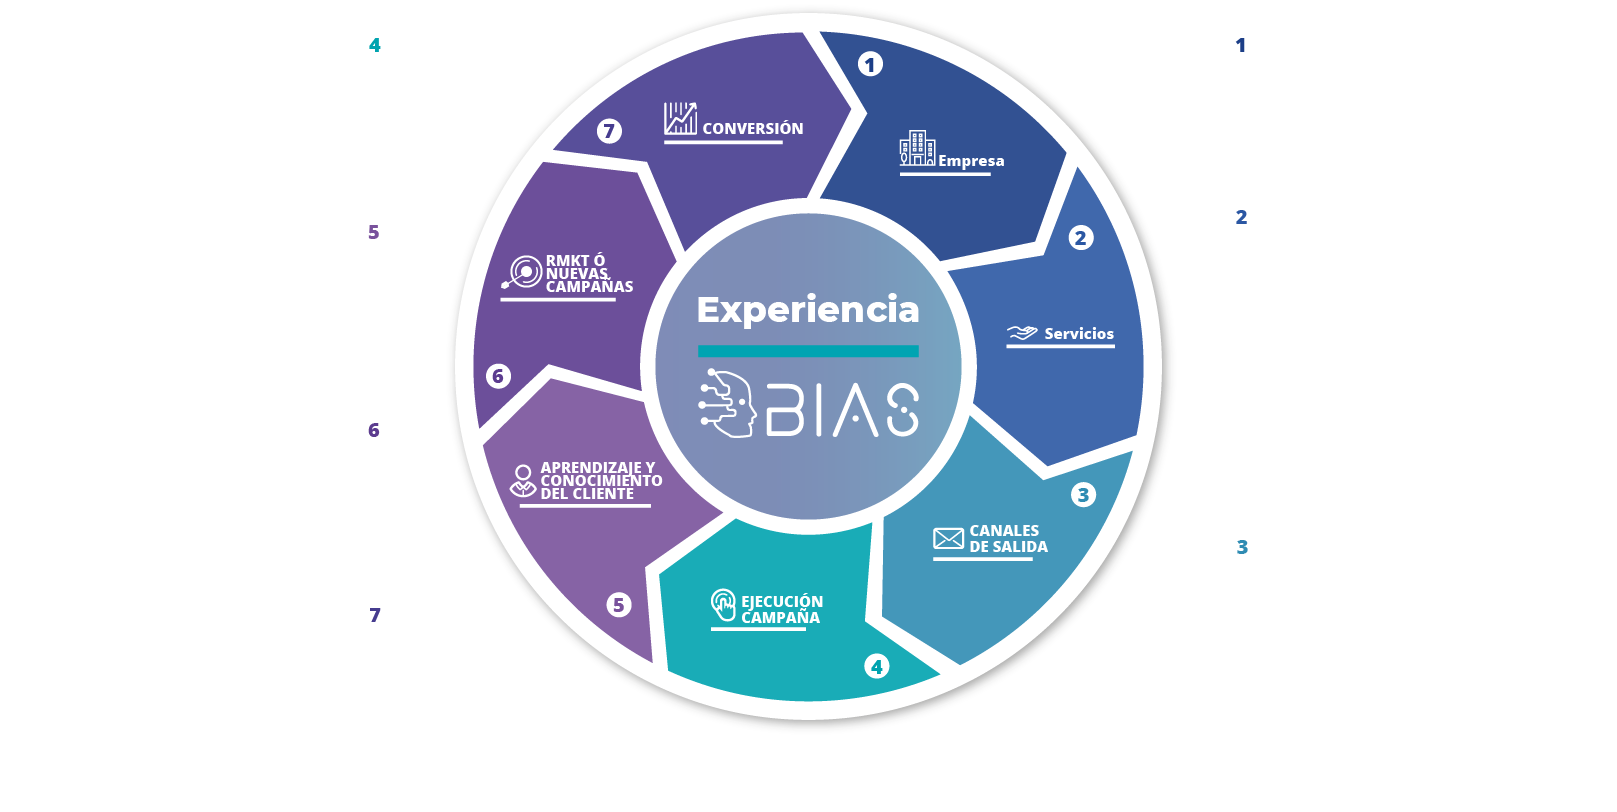 4
5
6
7
1
Empresa
2
Servicios
3
CANALES
DE SALIDA
4
EJECUCIÓN
CAMPAÑA
5
APRENDIZAJE Y
CONOCIMIENTO
DEL CLIENTE
6
RMKT Ó
NUEVAS
CAMPAÑAS
7
CONVERSIÓN
Experiencia
BIAS
1
2
3